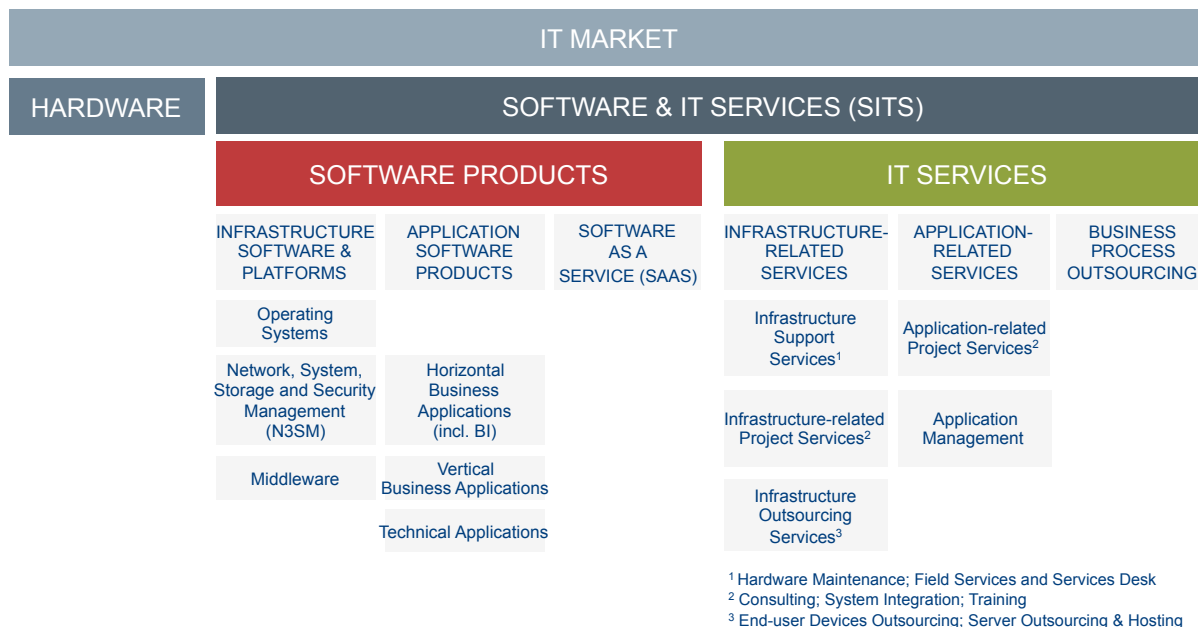 IT MARKET
HARDWARE
SOFTWARE & IT SERVICES (SITS)
SOFTWARE PRODUCTS
IT SERVICES
INFRASTRUCTURE
SOFTWARE &
PLATFORMS
APPLICATION
SOFTWARE
PRODUCTS
SOFTWARE
AS A
SERVICE (SAAS)
INFRASTRUCTURE-
RELATED
SERVICES
APPLICATION-
RELATED
SERVICES
BUSINESS
PROCESS
OUTSOURCING
Operating
Systems
Network, System,
Storage and Security
Management
(N3SM)
Middleware
Horizontal
Business
Applications
(incl. BI)
Vertical
Business Applications
Technical Applications
Infrastructure
Support
Services¹
Infrastructure-related
Project Services²
Infrastructure
Outsourcing
Services³
Application-related
Project Services²
Application
Management
¹ Hardware Maintenance; Field Services and Services Desk
² Consulting; System Integration; Training
³ End-user Devices Outsourcing; Server Outsourcing & Hosting